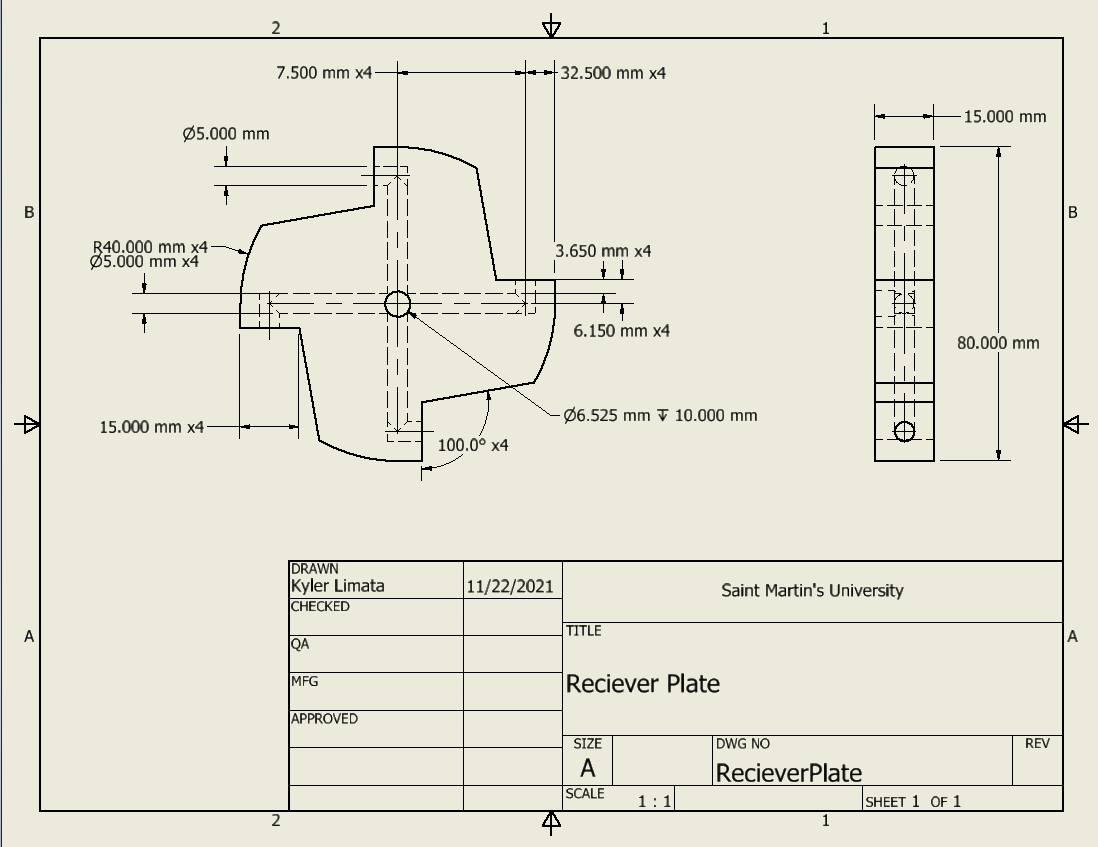 2 1
7.500 mm x4 32.500 mm x4
15.000 mm
Ø5.000 mm
B B
R40.000 mm x4
Ø5.000 mm x4
3.650 mm x4
6.150 mm x4
80.000 mm
Ø6.525 mm ↧ 10.000 mm
15.000 mm x4
100.0° x4
DRAWN
Kyler Limata 11/22/2021
CHECKED
QA
MFG
APPROVED
Saint Martin's University
TITLE
Reciever Plate
A A
SIZE
A
DWG NO
RecieverPlate
REV
SCALE
1 : 1
SHEET 1 OF 1
2 1